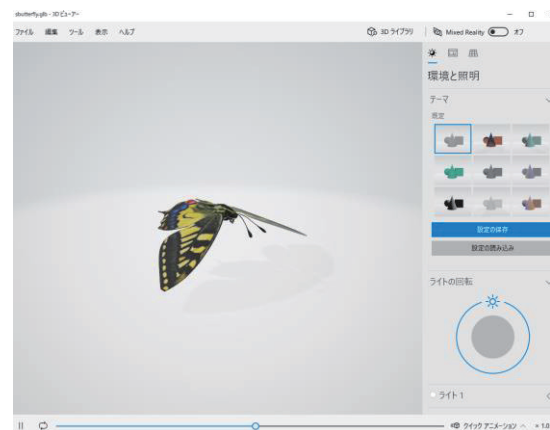 sbutterfly.glb - 3D ビューアー
ファイル 編集 ツール 表示 ヘルプ 3D ライブラリ Mixed Reality オフ
環境と照明
テーマ
既定
設定の保存
設定の読み込み
ライトの回転
ライト 1
クイック アニメーション × 1.0